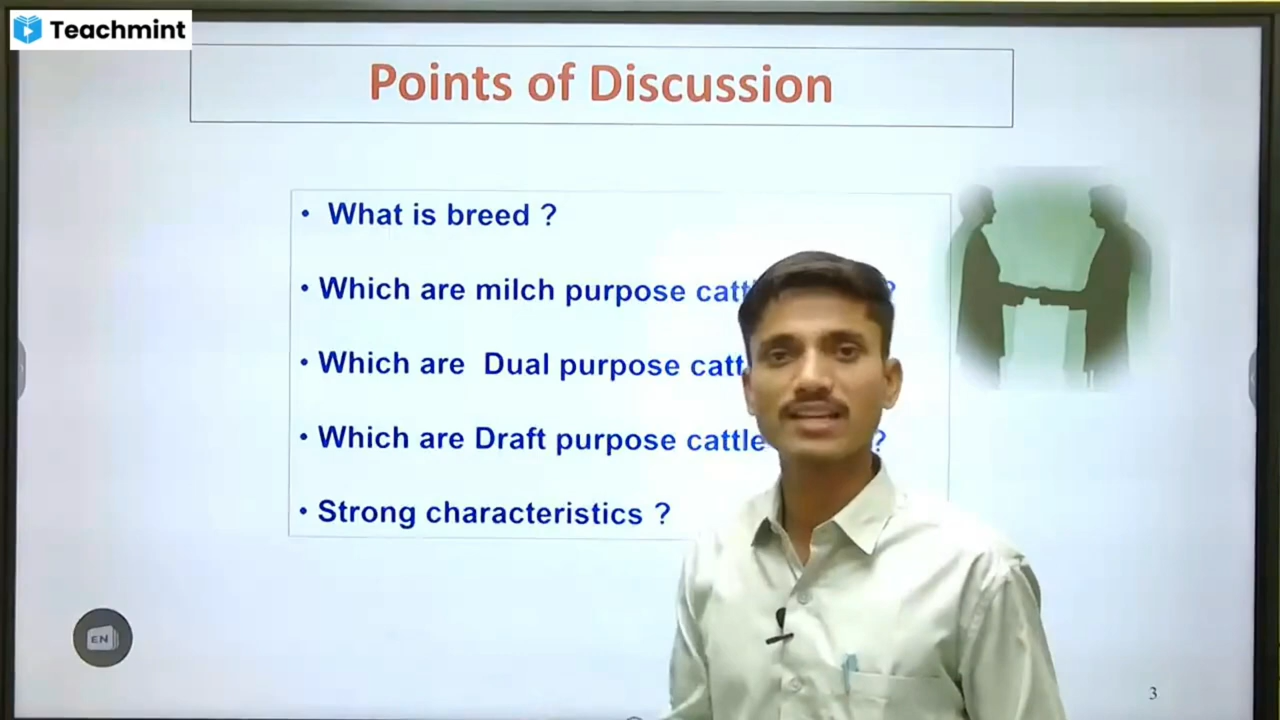 Teachmint
Points of Discussion
• What is breed ?
• Which are milch purpose catt ?
• Which are Dual purpose catt
• Which are Draft purpose cattle ?
• Strong characteristics ?
EN
3